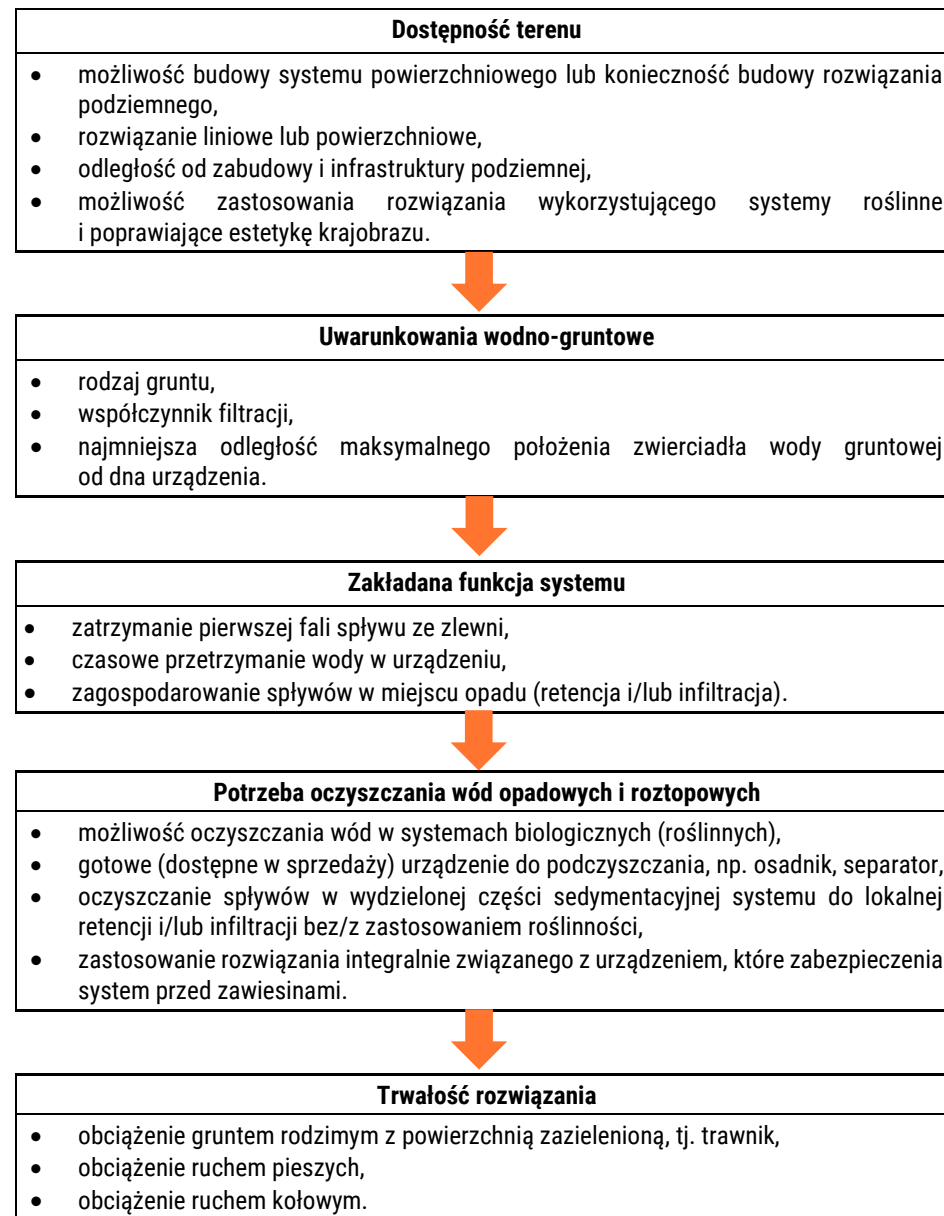 Dostępność terenu
• możliwość budowy systemu powierzchniowego lub konieczność budowy rozwiązania
podziemnego,
• rozwiązanie liniowe lub powierzchniowe,
• odległość od zabudowy i infrastruktury podziemnej,
• możliwość zastosowania rozwiązania wykorzystującego systemy roślinne
i poprawiające estetykę krajobrazu.
Uwarunkowania wodno-gruntowe
• rodzaj gruntu,
• współczynnik filtracji,
• najmniejsza odległość maksymalnego położenia zwierciadła wody gruntowej
od dna urządzenia.
Zakładana funkcja systemu
• zatrzymanie pierwszej fali spływu ze zlewni,
• czasowe przetrzymanie wody w urządzeniu,
• zagospodarowanie spływów w miejscu opadu (retencja i/lub infiltracja).
Potrzeba oczyszczania wód opadowych i roztopowych
• możliwość oczyszczania wód w systemach biologicznych (roślinnych),
• gotowe (dostępne w sprzedaży) urządzenie do podczyszczania, np. osadnik, separator,
• oczyszczanie spływów w wydzielonej części sedymentacyjnej systemu do lokalnej
retencji i/lub infiltracji bez/z zastosowaniem roślinności,
• zastosowanie rozwiązania integralnie związanego z urządzeniem, które zabezpieczenia
system przed zawiesinami.
Trwałość rozwiązania
• obciążenie gruntem rodzimym z powierzchnią zazielenioną, tj. trawnik,
• obciążenie ruchem pieszych,
• obciążenie ruchem kołowym.